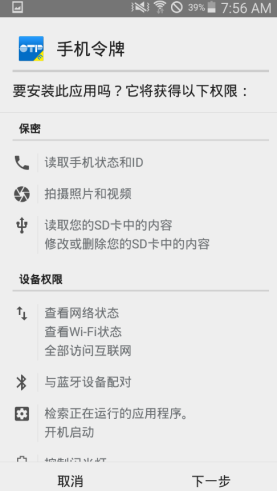 39% 7:56 AM
OTP 手机令牌
要安装此应用吗？它将获得以下权限：
保密
读取手机状态和ID
拍摄照片和视频
读取您的SD卡中的内容
修改或删除您的SD卡中的内容
设备权限
查看网络状态
查看Wi-Fi状态
全部访问互联网
与蓝牙设备配对
检索正在运行的应用程序。
开机启动
控制闪光灯
取消 下一步